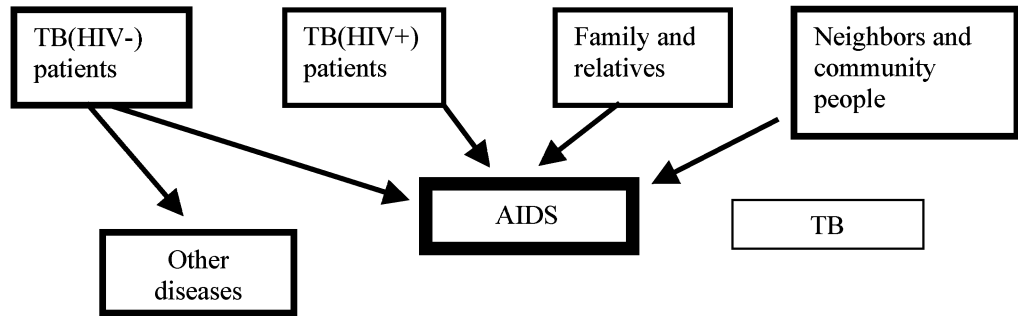 TB(HIV-)
patients
TB(HIV+)
patients
Family and
relatives
Neighbors and
community
people
AIDS
TB
Other
diseases